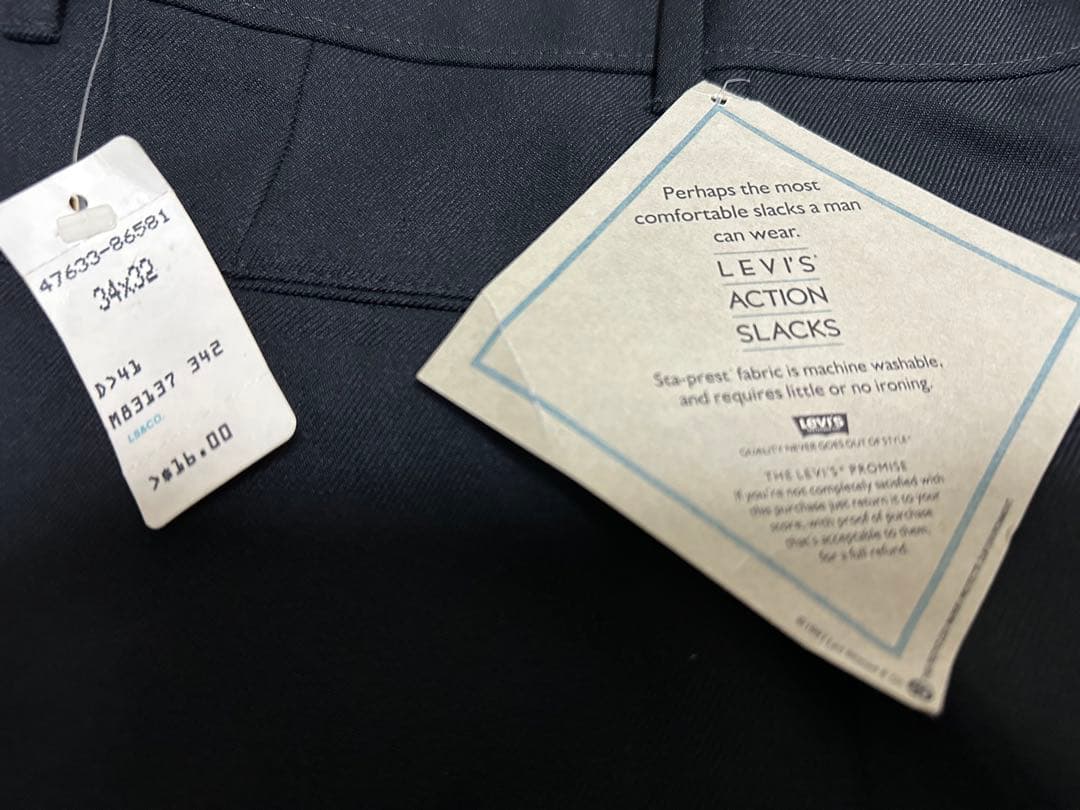 47633-86581
34x32
D>41
M83137 342
LS&CO.
>$16.00
Perhaps the most
comfortable slacks a man
can wear.
LEVI'S®
ACTION
SLACKS
Sta-prest® fabric is machine washable,
and requires little or no ironing.
LEVI'S
QUALITY NEVER GOES OUT OF STYLE®
THE LEVI'S® PROMISE
If you're not completely satisfied with
this purchase just return it to your
store, with proof of purchase
that's acceptable to them,
for a full refund.